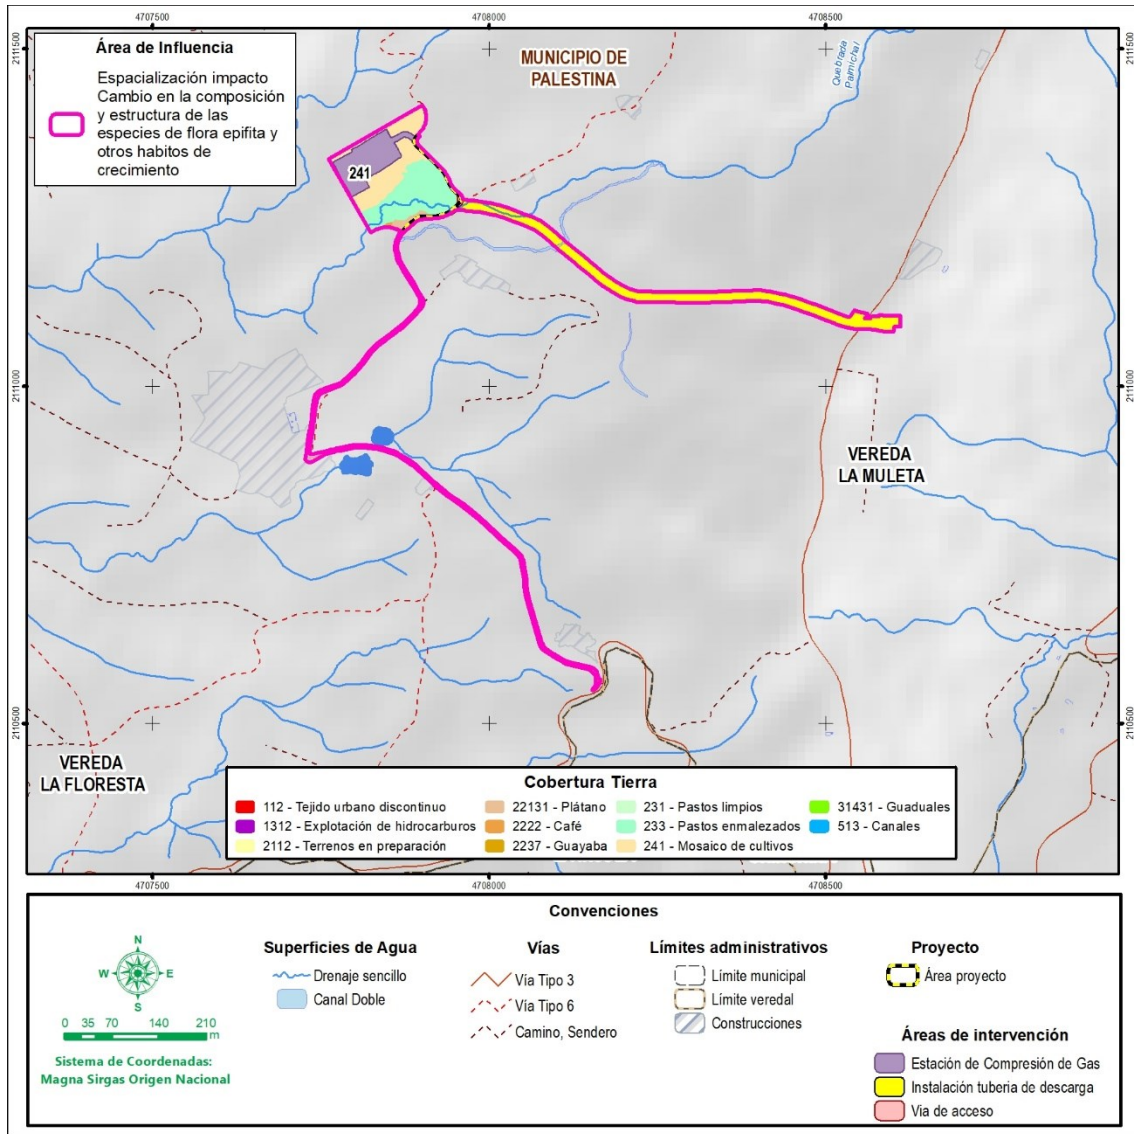 4707500
4708000
4708500
2111500
2111500
Área de Influencia
Espacialización impacto
Cambio en la composición
y estructura de las
especies de flora epifita y
otros habitos de
crecimiento
MUNICIPIO DE
PALESTINA
Quebrada
Palmichal
241
2111000
2111000
VEREDA
LA MULETA
2110500
2110500
VEREDA
LA FLORESTA
Cobertura Tierra
112 - Tejido urbano discontinuo
1312 - Explotación de hidrocarburos
2112 - Terrenos en preparación
22131 - Plátano
2222 - Café
2237 - Guayaba
231 - Pastos limpios
233 - Pastos enmalezados
241 - Mosaico de cultivos
31431 - Guaduales
513 - Canales
4707500
4708000
4708500
Convenciones
N
W
E
S
0 35 70 140 210
m
Sistema de Coordenadas:
Magna Sirgas Origen Nacional
Superficies de Agua
Drenaje sencillo
Canal Doble
Vías
Vía Tipo 3
Vía Tipo 6
Camino, Sendero
Límites administrativos
Límite municipal
Límite veredal
Construcciones
Proyecto
Área proyecto
Áreas de intervención
Estación de Compresión de Gas
Instalación tuberia de descarga
Via de acceso